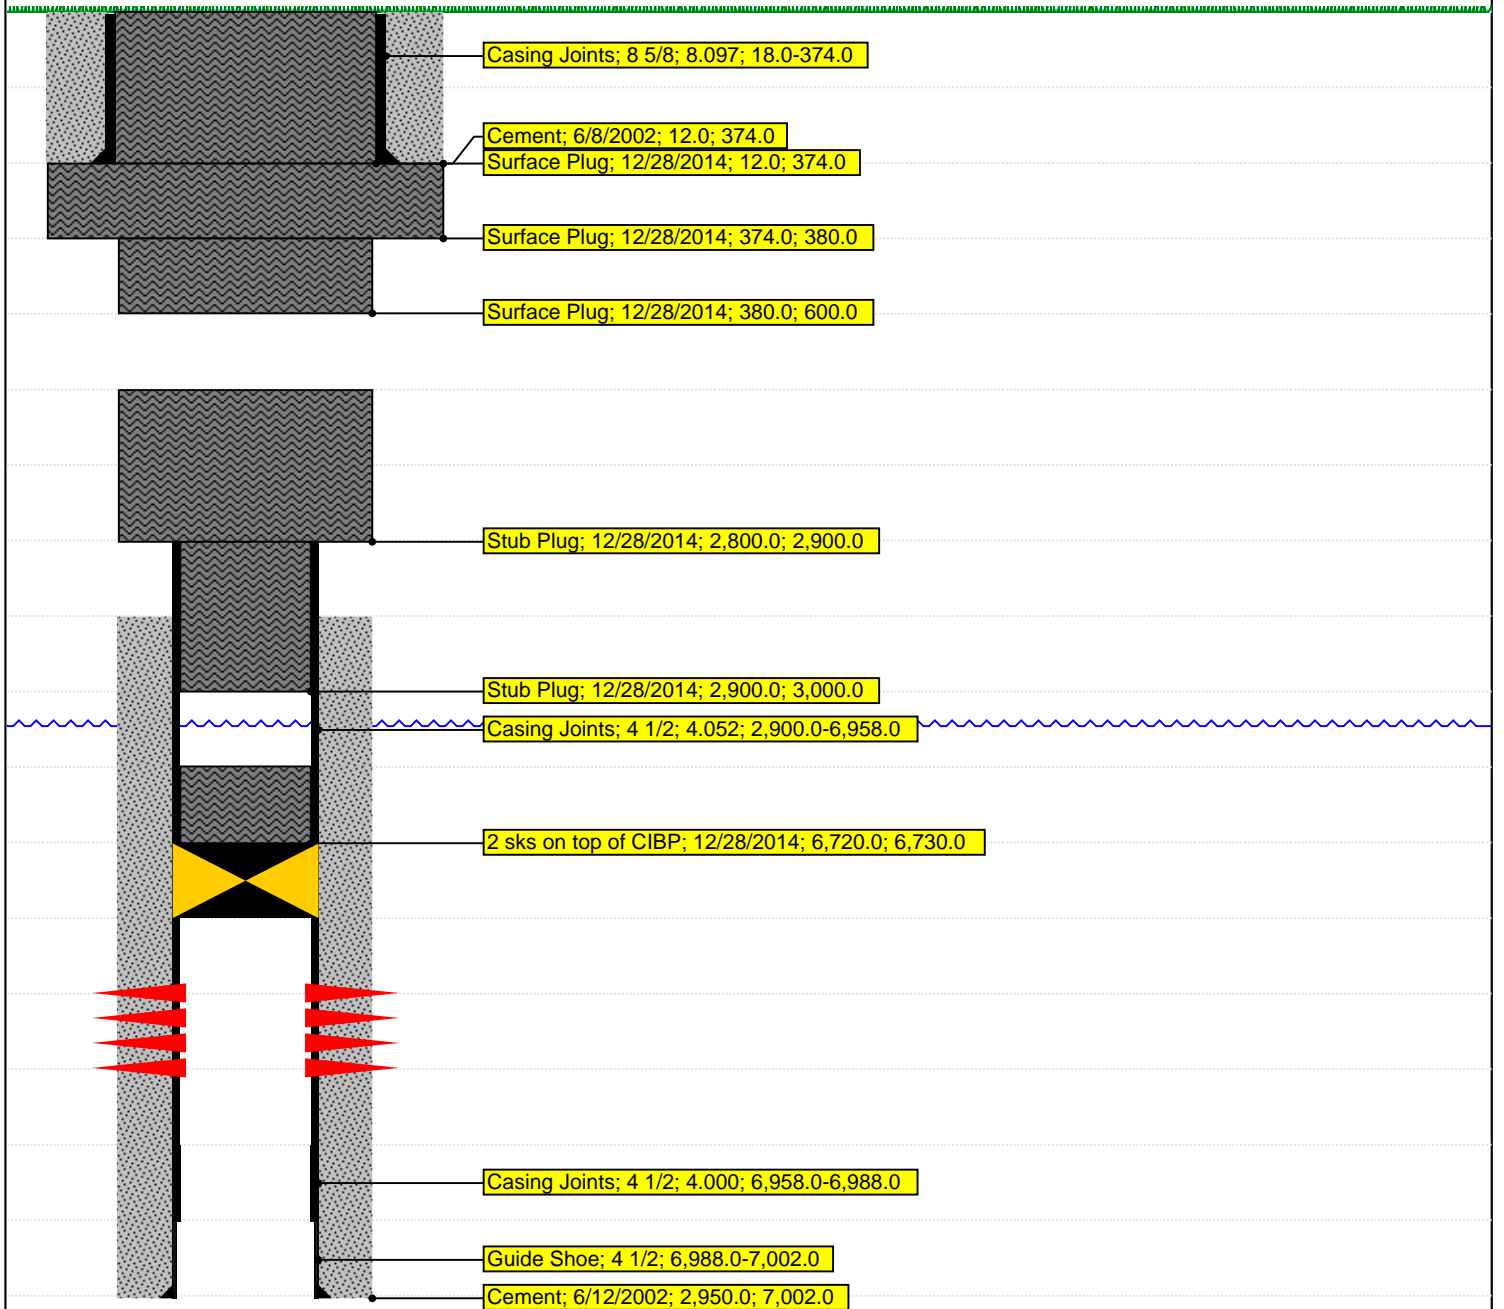 Casing Joints; 8 5/8; 8.097; 18.0-374.0
Cement; 6/8/2002; 12.0; 374.0
Surface Plug; 12/28/2014; 12.0; 374.0
Surface Plug; 12/28/2014; 374.0; 380.0
Surface Plug; 12/28/2014; 380.0; 600.0
Stub Plug; 12/28/2014; 2,800.0; 2,900.0
Stub Plug; 12/28/2014; 2,900.0; 3,000.0
Casing Joints; 4 1/2; 4.052; 2,900.0-6,958.0
2 sks on top of CIBP; 12/28/2014; 6,720.0; 6,730.0
Casing Joints; 4 1/2; 4.000; 6,958.0-6,988.0
Guide Shoe; 4 1/2; 6,988.0-7,002.0
Cement; 6/12/2002; 2,950.0; 7,002.0